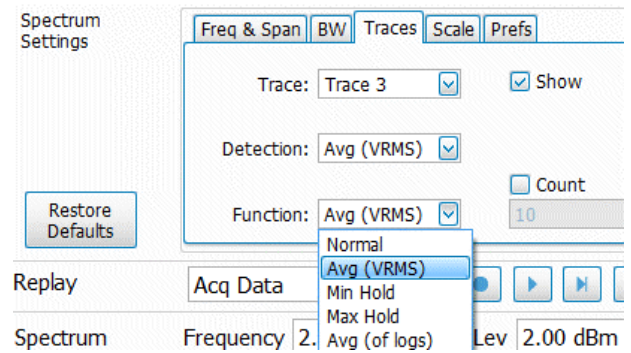 Spectrum
Settings
Freq & Span BW Traces Scale Prefs
Trace: Trace 3 Show
Detection: Avg (VRMS)
Count
Restore
Defaults
Function: Avg (VRMS) 10
Normal
Avg (VRMS)
Min Hold
Max Hold
Avg (of logs)
Replay Acq Data
Spectrum Frequency 2. Lev 2.00 dBm